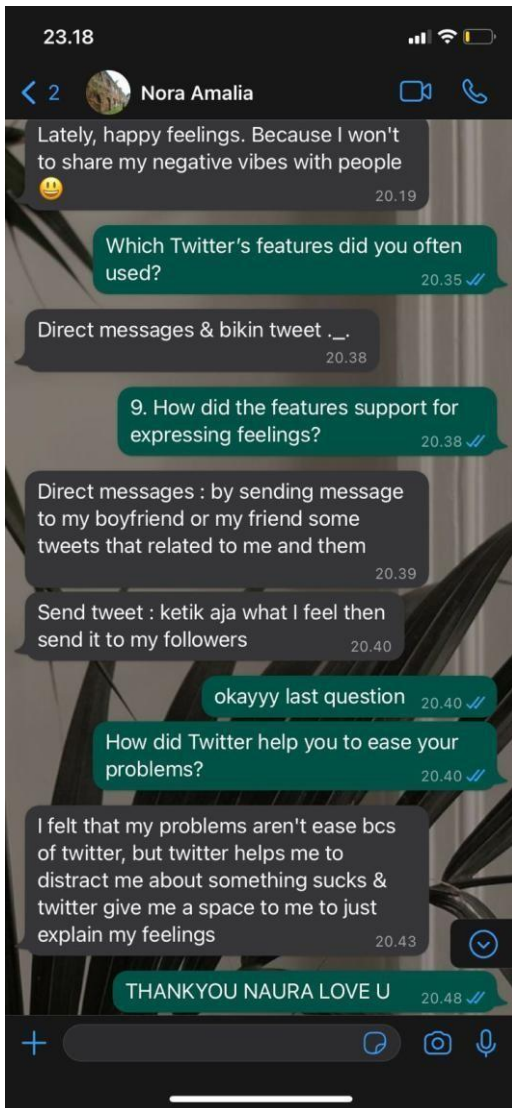 23.18
2
Nora Amalia
Lately, happy feelings. Because I won't
to share my negative vibes with people
😃
20.19
Which Twitter's features did you often
used?
20.35
Direct messages & bikin tweet ._.
20.38
9. How did the features support for
expressing feelings?
20.38
Direct messages : by sending message
to my boyfriend or my friend some
tweets that related to me and them
20.39
Send tweet : ketik aja what I feel then
send it to my followers
20.40
okayyy last question 20.40
How did Twitter help you to ease your
problems?
20.40
I felt that my problems aren't ease bcs
of twitter, but twitter helps me to
distract me about something sucks &
twitter give me a space to me to just
explain my feelings
20.43
THANKYOU NAURA LOVE U 20.48